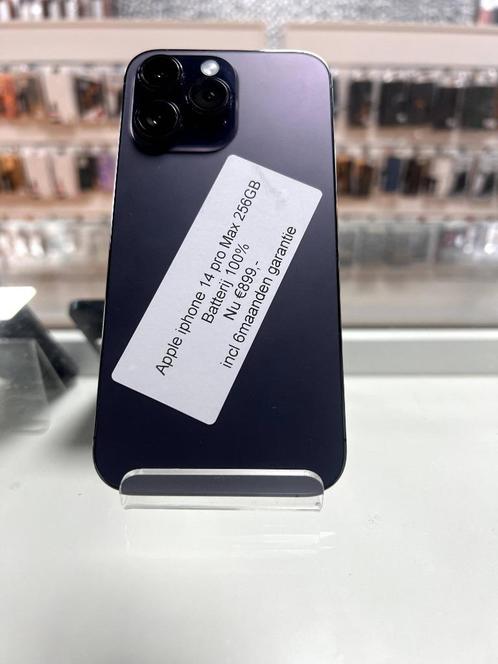 Apple iphone 14 pro Max 256GB
Batterij 100%
Nu €899,-
incl 6maanden garantie